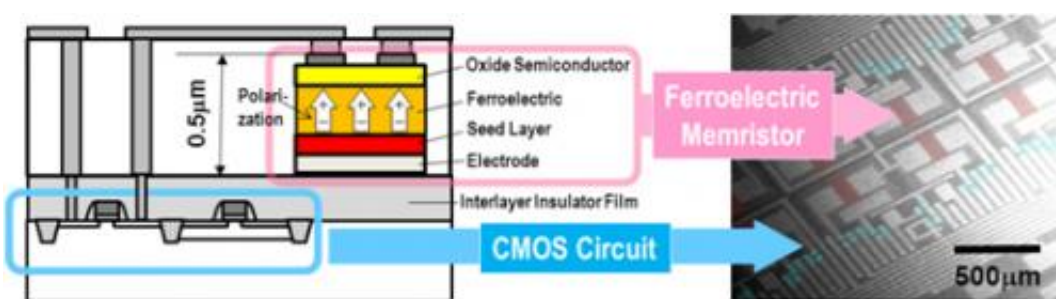 Oxide Semiconductor
Polari-
zation
Ferroelectric
Seed Layer
Electrode
0.5μm
+ + +
− − −
Interlayer Insulator Film
CMOS Circuit
Ferroelectric
Memristor
500μm